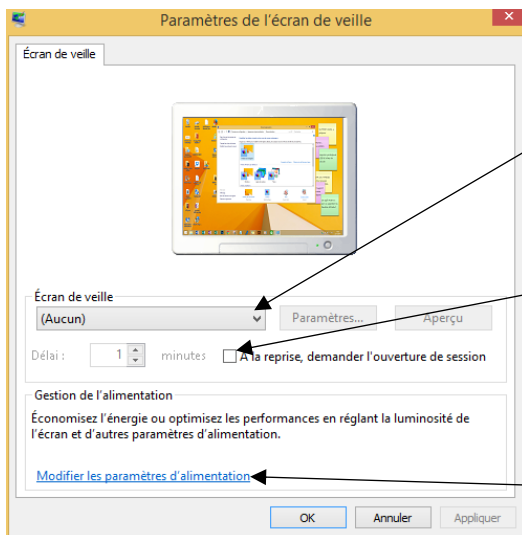 Paramètres de l'écran de veille
Écran de veille
Écran de veille
(Aucun)
Paramètres...
Aperçu
Délai :
1
minutes
À la reprise, demander l'ouverture de session
Gestion de l'alimentation
Économisez l'énergie ou optimisez les performances en réglant la luminosité de
l'écran et d'autres paramètres d'alimentation.
Modifier les paramètres d'alimentation
OK
Annuler
Appliquer